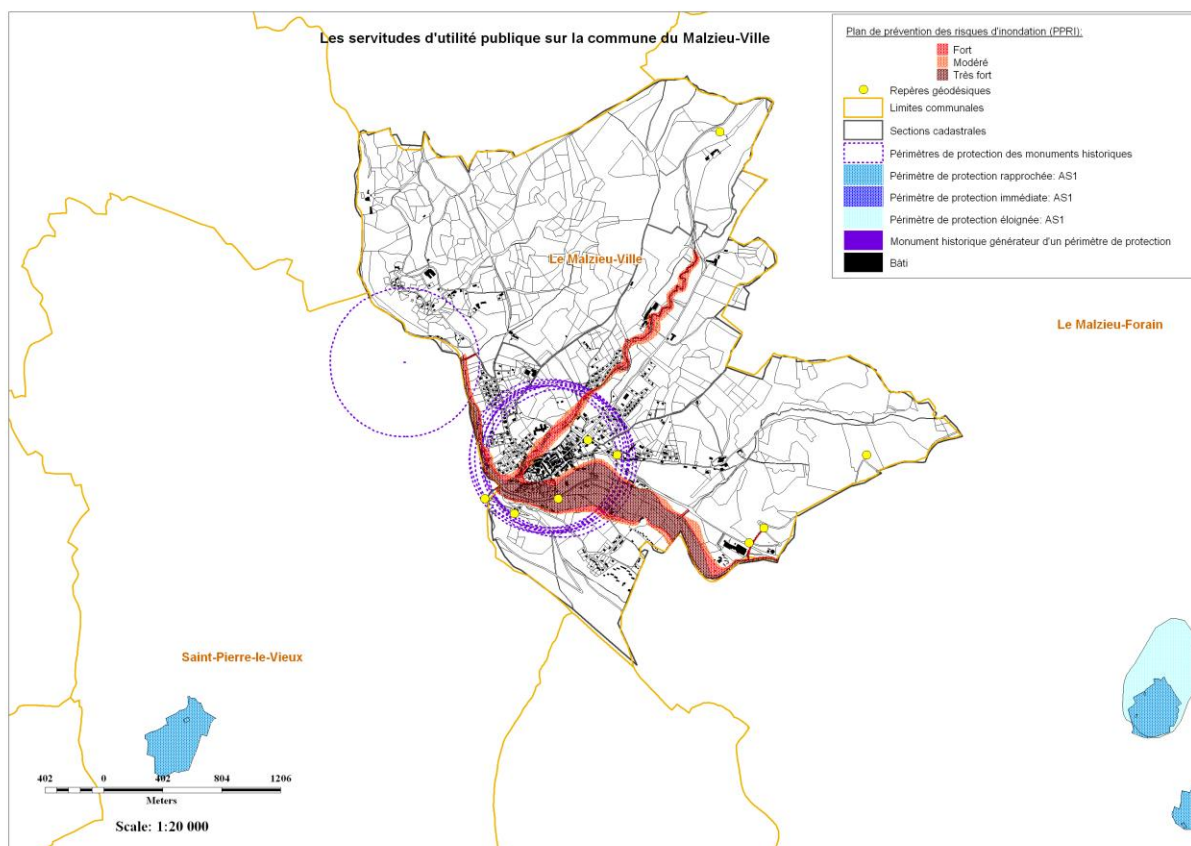 Les servitudes d'utilité publique sur la commune du Malzieu-Ville
Plan de prévention des risques d'inondation (PPRI):
Fort
Modéré
Très fort
Repères géodésiques
Limites communales
Sections cadastrales
Périmètres de protection des monuments historiques
Périmètre de protection rapprochée: AS1
Périmètre de protection immédiate: AS1
Périmètre de protection éloignée: AS1
Monument historique générateur d'un périmètre de protection
Bâti
Le Malzieu-Ville
Le Malzieu-Forain
Saint-Pierre-le-Vieux
402 0 402 804 1206
Meters
Scale: 1:20 000